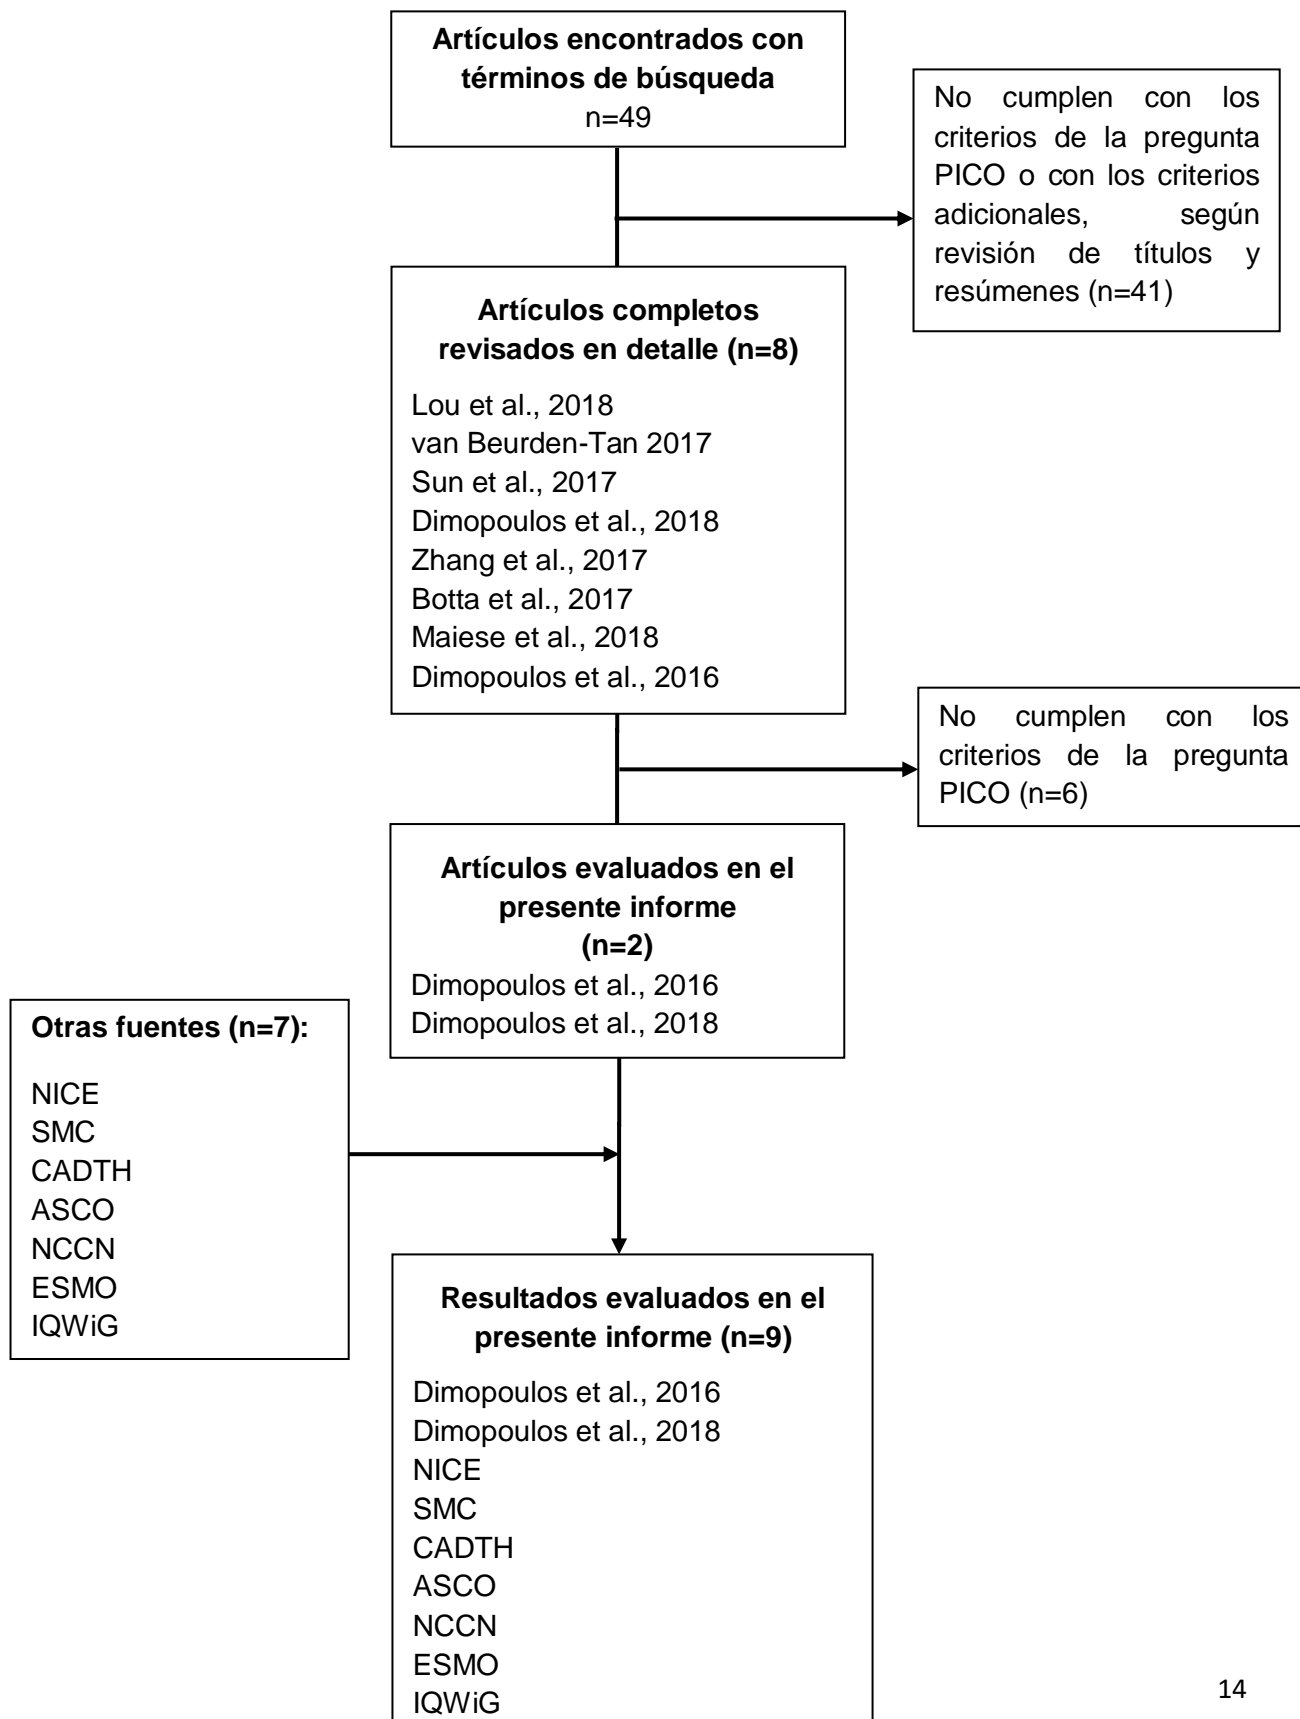 Artículos encontrados con
términos de búsqueda
n=49
No cumplen con los
criterios de la pregunta
PICO o con los criterios
adicionales, según
revisión de títulos y
resúmenes (n=41)
Artículos completos
revisados en detalle (n=8)
Lou et al., 2018
van Beurden-Tan 2017
Sun et al., 2017
Dimopoulos et al., 2018
Zhang et al., 2017
Botta et al., 2017
Maiese et al., 2018
Dimopoulos et al., 2016
No cumplen con los
criterios de la pregunta
PICO (n=6)
Artículos evaluados en el
presente informe
(n=2)
Dimopoulos et al., 2016
Dimopoulos et al., 2018
Otras fuentes (n=7):
NICE
SMC
CADTH
ASCO
NCCN
ESMO
IQWiG
Resultados evaluados en el
presente informe (n=9)
Dimopoulos et al., 2016
Dimopoulos et al., 2018
NICE
SMC
CADTH
ASCO
NCCN
ESMO
IQWiG
14